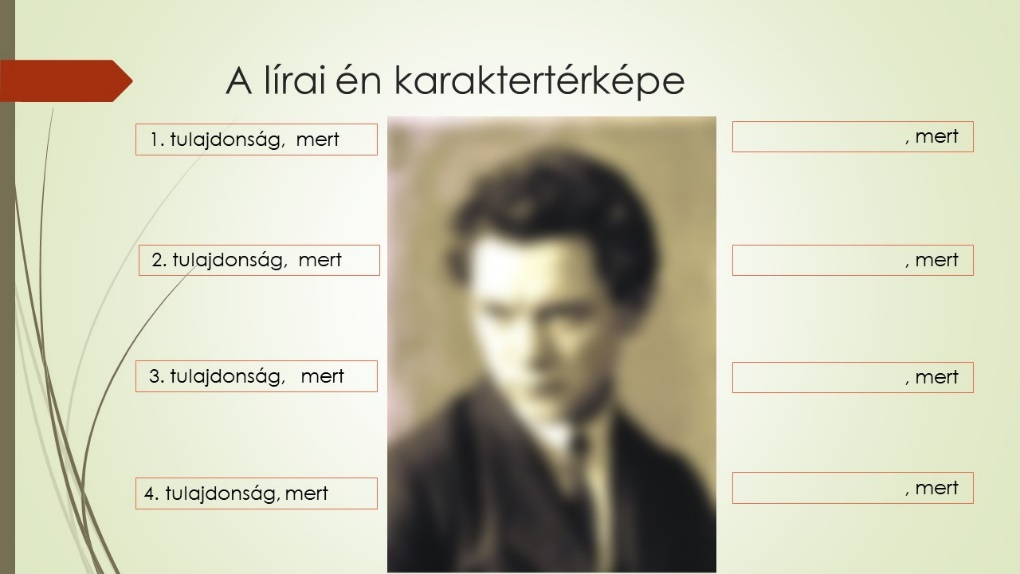 A lírai én karaktertérképe
1. tulajdonság, mert
, mert
2. tulajdonság, mert
, mert
3. tulajdonság, mert
, mert
4. tulajdonság, mert
, mert